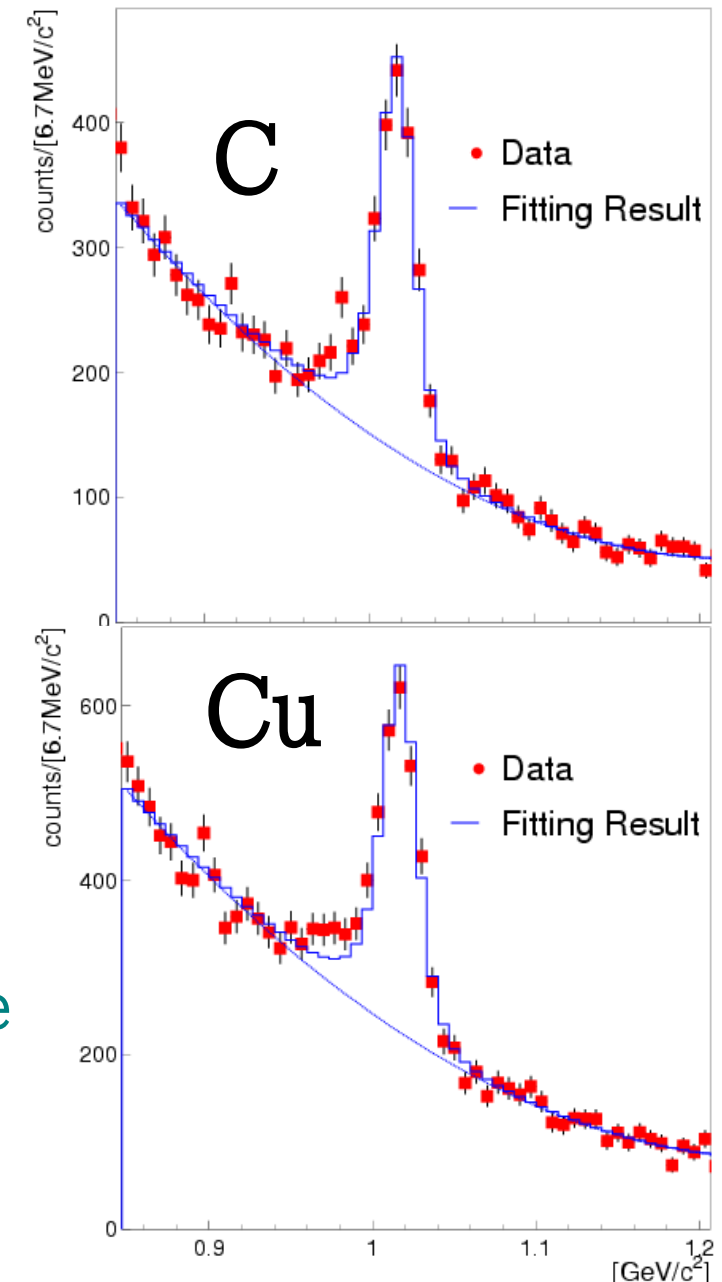 counts/[6.7MeV/c²]
C
Data
Fitting Result
400
300
200
100
0
counts/[6.7MeV/c²]
Cu
Data
Fitting Result
600
400
200
0
e
0.9
1
1.1
1.2
[GeV/c²]